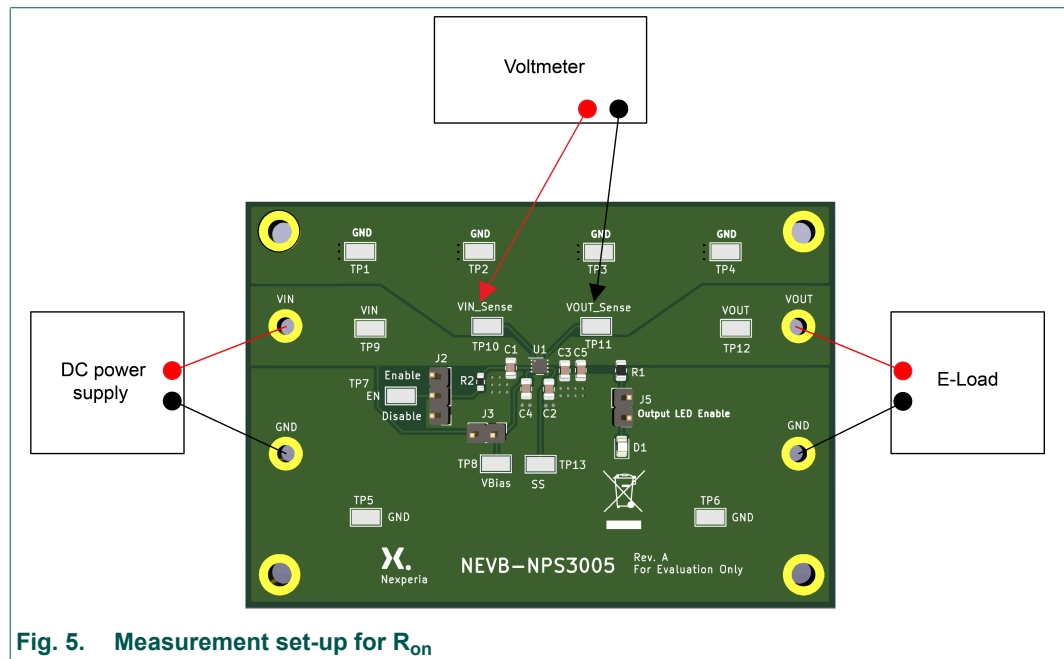 Voltmeter
GND
GND
GND
GND
TP1
TP2
TP3
TP4
VIN
VIN_Sense
VOUT_Sense
VOUT
VIN
VOUT
TP9
TP10
TP11
TP12
DC power
supply
E-Load
J2
C1
U1
C3
C5
TP7
Enable
R2
R1
EN
J5
Disable
J3
C4
C2
Output LED Enable
GND
GND
D1
TP8
TP13
VBias
SS
TP5
GND
TP6
GND
Nexperia
NEVB-NPS3005
Rev. A
For Evaluation Only
Fig. 5. Measurement set-up for Ron